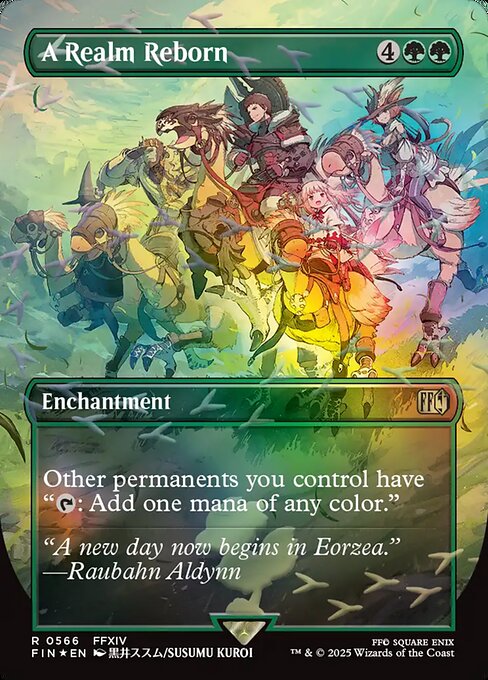 A Realm Reborn 4
Enchantment
Other permanents you control have
“: Add one mana of any color.”
“A new day now begins in Eorzea.”
—Raubahn Aldynn
R 0566 FFXIV
FIN★EN 黒井ススム/SUSUMU KUROI
FF© SQUARE ENIX
™ & © 2025 Wizards of the Coast